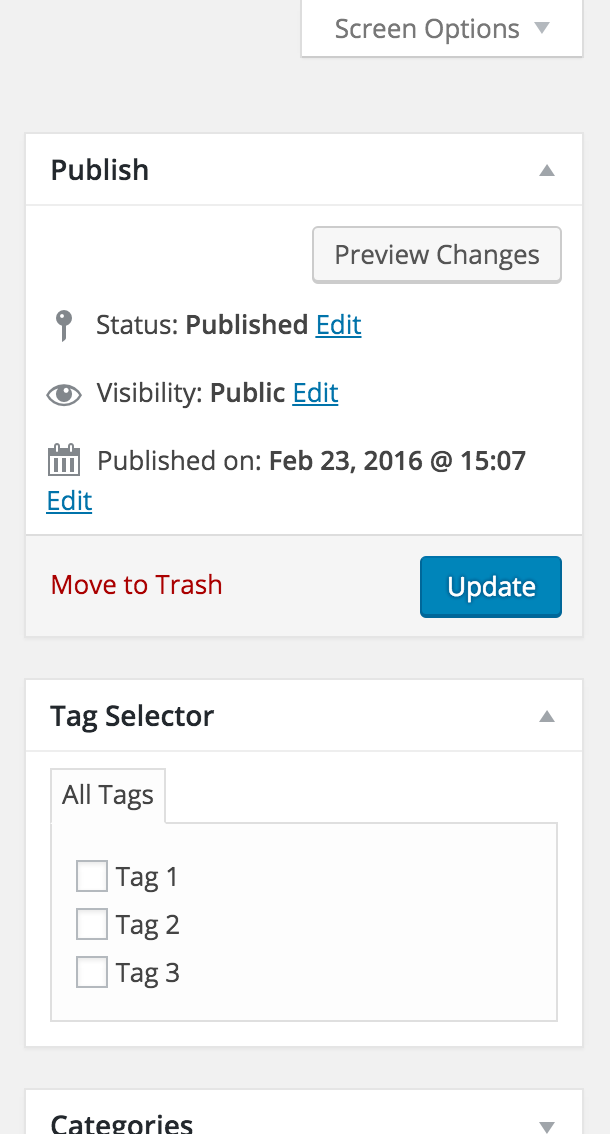 Screen Options
Publish
Preview Changes
Status: Published Edit
Visibility: Public Edit
Published on: Feb 23, 2016 @ 15:07
Edit
Move to Trash
Update
Tag Selector
All Tags
Tag 1
Tag 2
Tag 3
Categories